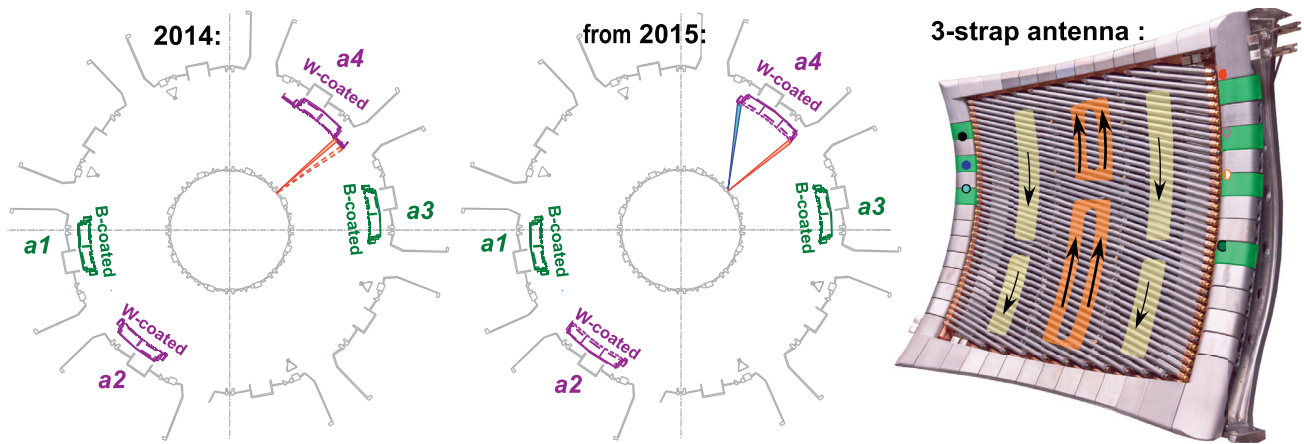 2014:
a4
W-coated
B-coated
a1
B-coated
a3
W-coated
a2
from 2015:
a4
W-coated
B-coated
a1
B-coated
a3
W-coated
a2
3-strap antenna :